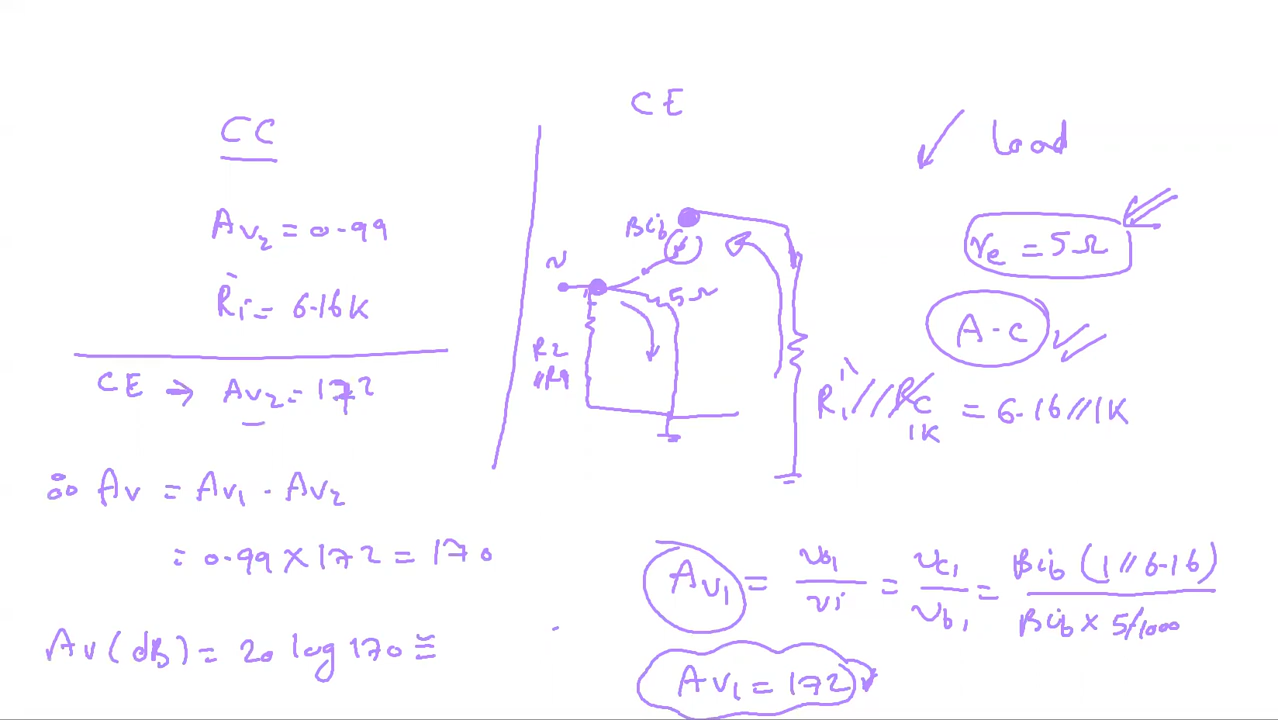 CC
Av₂ = 0.99
Ri` = 6.16K
CE → Av₂ = 172
∴ Av = Av₁ · Av₂
= 0.99 × 172 = 170
Av(dB) = 20 log 170 ≅
CE
βib
N
5Ω
R2
//R9
Load
re = 5Ω
A-C
Ri` // Rc = 6.16 // 1K
1K
Av₁ = vo₁ / vi = vc₁ / vb₁ = βib (1 // 6.16) / βib × 5/1000
Av₁ = 172